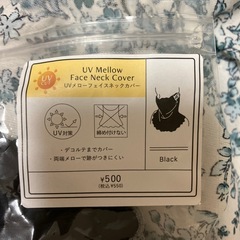 UV
UV Mellow
Face Neck Cover
UVメローフェイスネックカバー
UV対策
締め付けない
・デコルテまでカバー
・両端メローで跡がつきにくい
Black
¥500
(税込¥550)